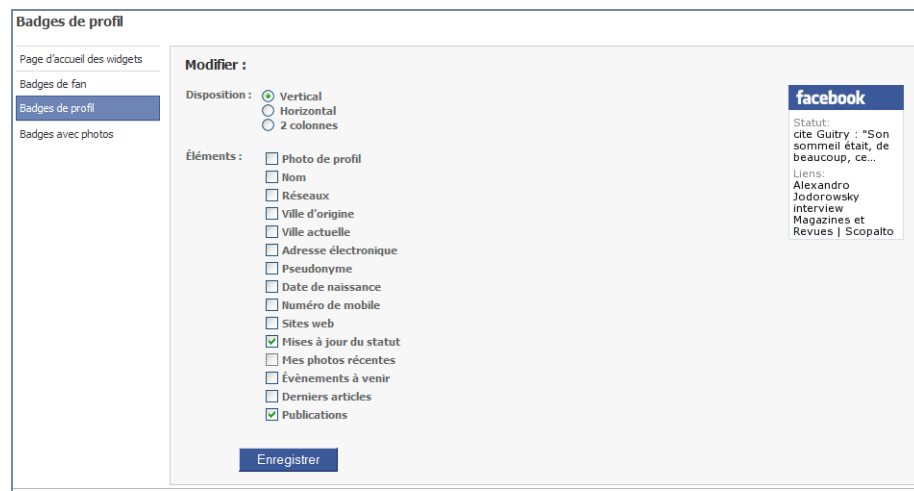 Badges de profil
Page d'accueil des widgets
Badges de fan
Badges de profil
Badges avec photos
Modifier :
Disposition :
Vertical
Horizontal
2 colonnes
Éléments :
Photo de profil
Nom
Réseaux
Ville d'origine
Ville actuelle
Adresse électronique
Pseudonyme
Date de naissance
Numéro de mobile
Sites web
Mises à jour du statut
Mes photos récentes
Évènements à venir
Derniers articles
Publications
Enregistrer
facebook
Statut:
cite Guitry : "Son
sommeil était, de
beaucoup, ce...
Liens:
Alexandro
Jodorowsky
interview
Magazines et
Revues | Scopalto